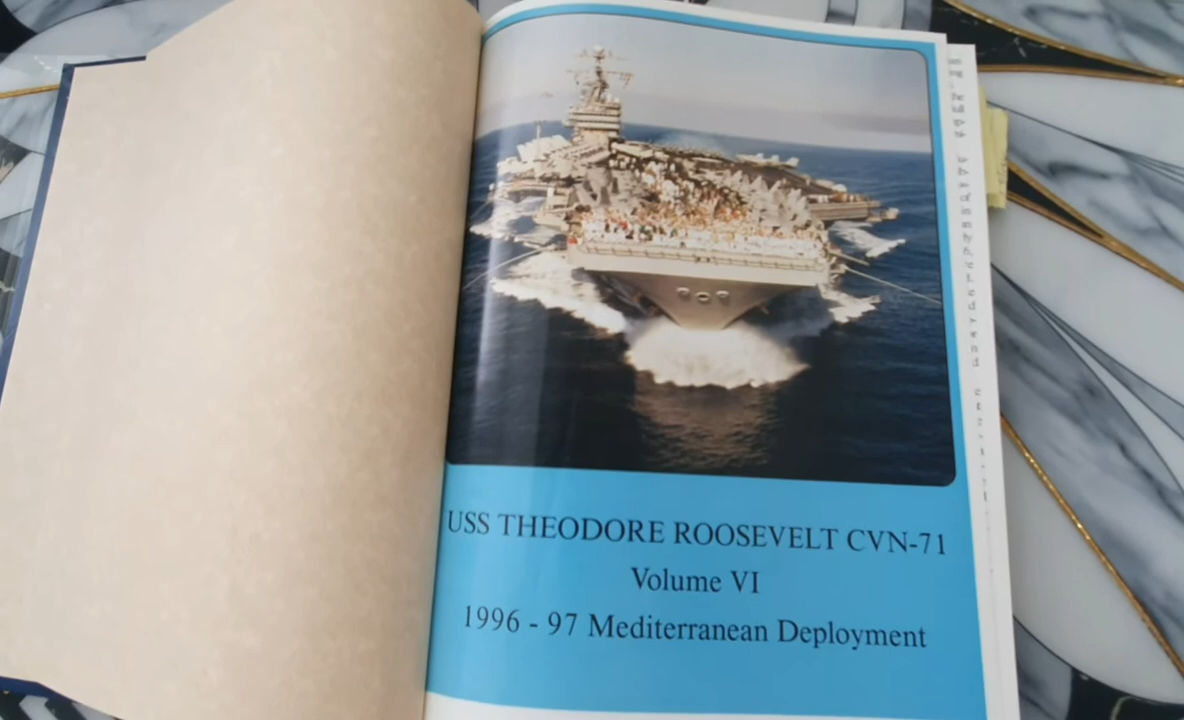 USS THEODORE ROOSEVELT CVN-71
Volume VI
1996 - 97 Mediterranean Deployment